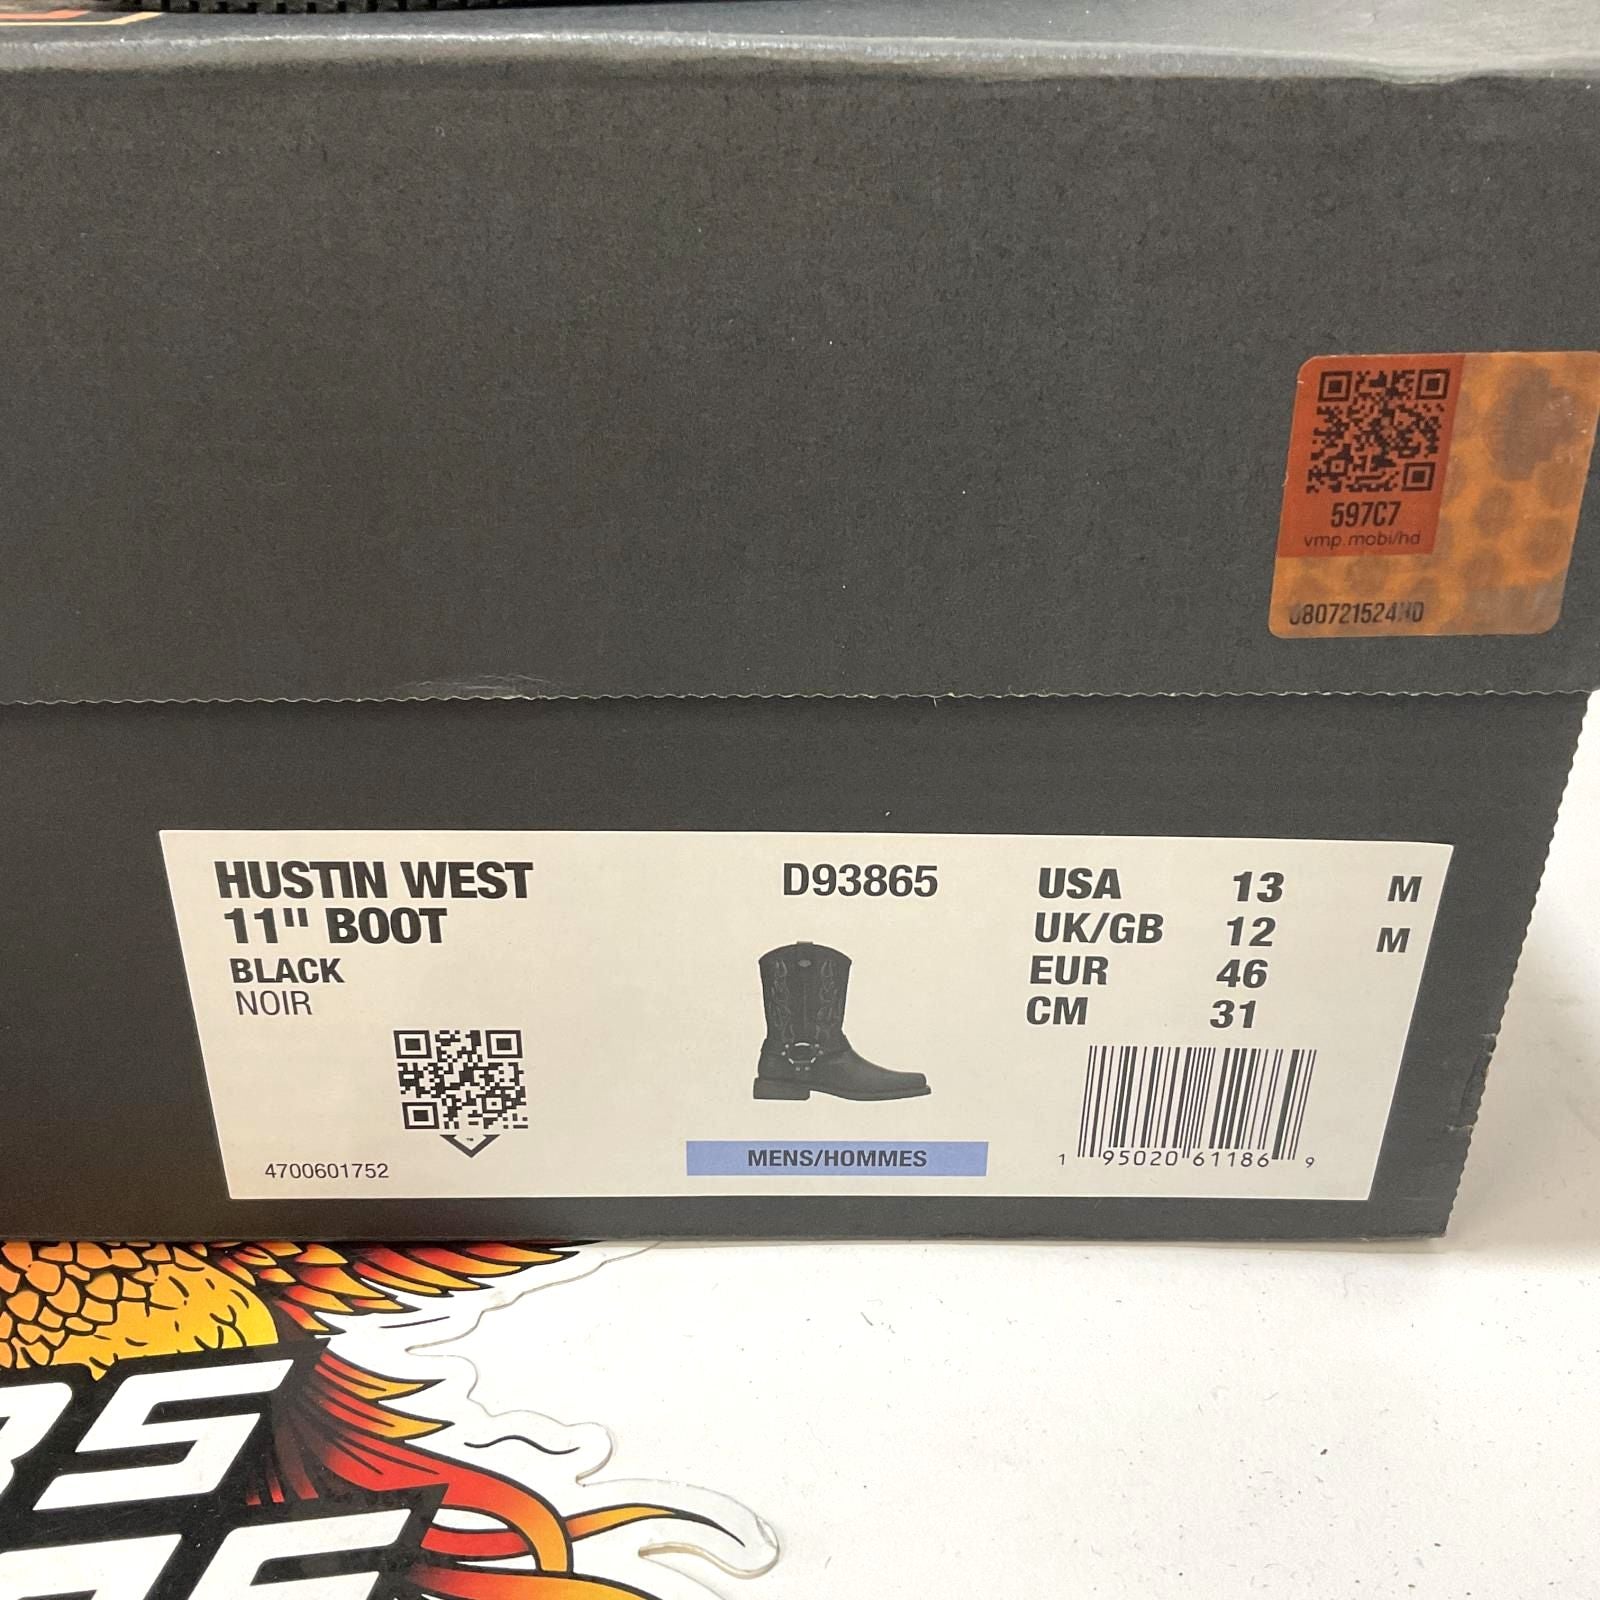 597C7
vmp.mobi/hd
HUSTIN WEST
11" BOOT
BLACK
NOIR
4700601752
D93865
MENS/HOMMES
USA 13 M
UK/GB 12 M
EUR 46
CM 31
1 95020 61186 9